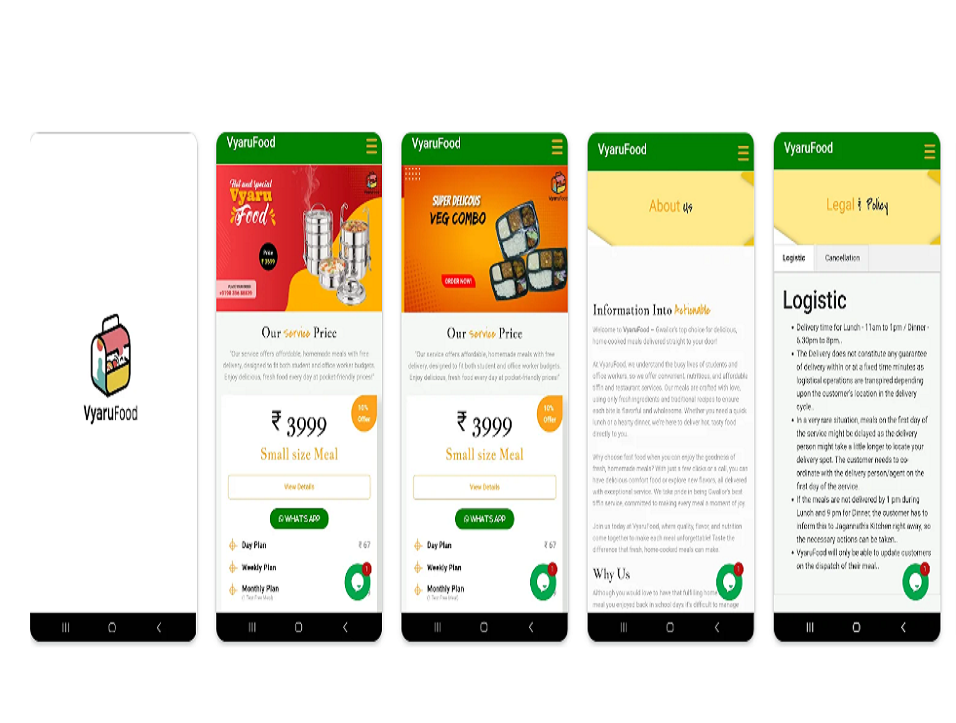 VyaruFood
VyaruFood
Hot and Special
Vyaru
Food
VyaruFood
Price
₹ 3999
Our Service Price
"Our service offers affordable, homemade meals with free
delivery, designed to fit both student and office worker budgets.
Enjoy delicious, fresh food every day at pocket-friendly prices!"
10%
Offer
₹ 3999
Small size Meal
View Details
WHAT'S APP
Day Plan ₹ 67
Weekly Plan
Monthly Plan
1
VyaruFood
SUPER DELICOUS
VEG COMBO
VyaruFood
ORDER NOW!
Our Service Price
"Our service offers affordable, homemade meals with free
delivery, designed to fit both student and office worker budgets.
Enjoy delicious, fresh food every day at pocket-friendly prices!"
10%
Offer
₹ 3999
Small size Meal
View Details
WHAT'S APP
Day Plan ₹ 67
Weekly Plan
Monthly Plan
1
VyaruFood
About us
Information Into Actionable
Welcome to VyaruFood – Gwalior's top choice for delicious,
home-cooked meals delivered straight to your door!
At VyaruFood, we understand the busy lives of students and
office workers, so we offer convenient, nutritious, and affordable
tiffin and restaurant services. Our meals are crafted with love,
using only fresh ingredients and traditional recipes to ensure
each bite is flavorful and wholesome. Whether you need a quick
lunch or a hearty dinner, we're here to deliver hot, tasty food
directly to you.
Why choose fast food when you can enjoy the goodness of
fresh, homemade meals? With just a few clicks or a call, you can
have delicious comfort food or explore new flavors, all delivered
with exceptional service. We take pride in being Gwalior's best
tiffin service, committed to making every meal a moment of joy.
Join us today at VyaruFood, where quality, flavor, and nutrition
come together to make each meal unforgettable! Taste the
difference that fresh, home-cooked meals can make.
Why Us
Although you would love to have that fulfilling home
meal you enjoyed back in school days it's difficult to manage
1
VyaruFood
Legal & Policy
Logistic Cancellation
Logistic
• Delivery time for Lunch - 11am to 1pm / Dinner -
6.30pm to 8pm..
• The Delivery does not constitute any guarantee
of delivery within or at a fixed time minutes as
logistical operations are transpired depending
upon the customer's location in the delivery
cycle..
• In a very rare situation, meals on the first day of
the service might be delayed as the delivery
person might take a little longer to locate your
delivery spot. The customer needs to co-
ordinate with the delivery person/agent on the
first day of the service.
• If the meals are not delivered by 1 pm during
Lunch and 9 pm for Dinner, the customer has to
inform this to Jagannatha Kitchen right away, so
the necessary actions can be taken..
• VyaruFood will only be able to update customers
on the dispatch of their meal..
1